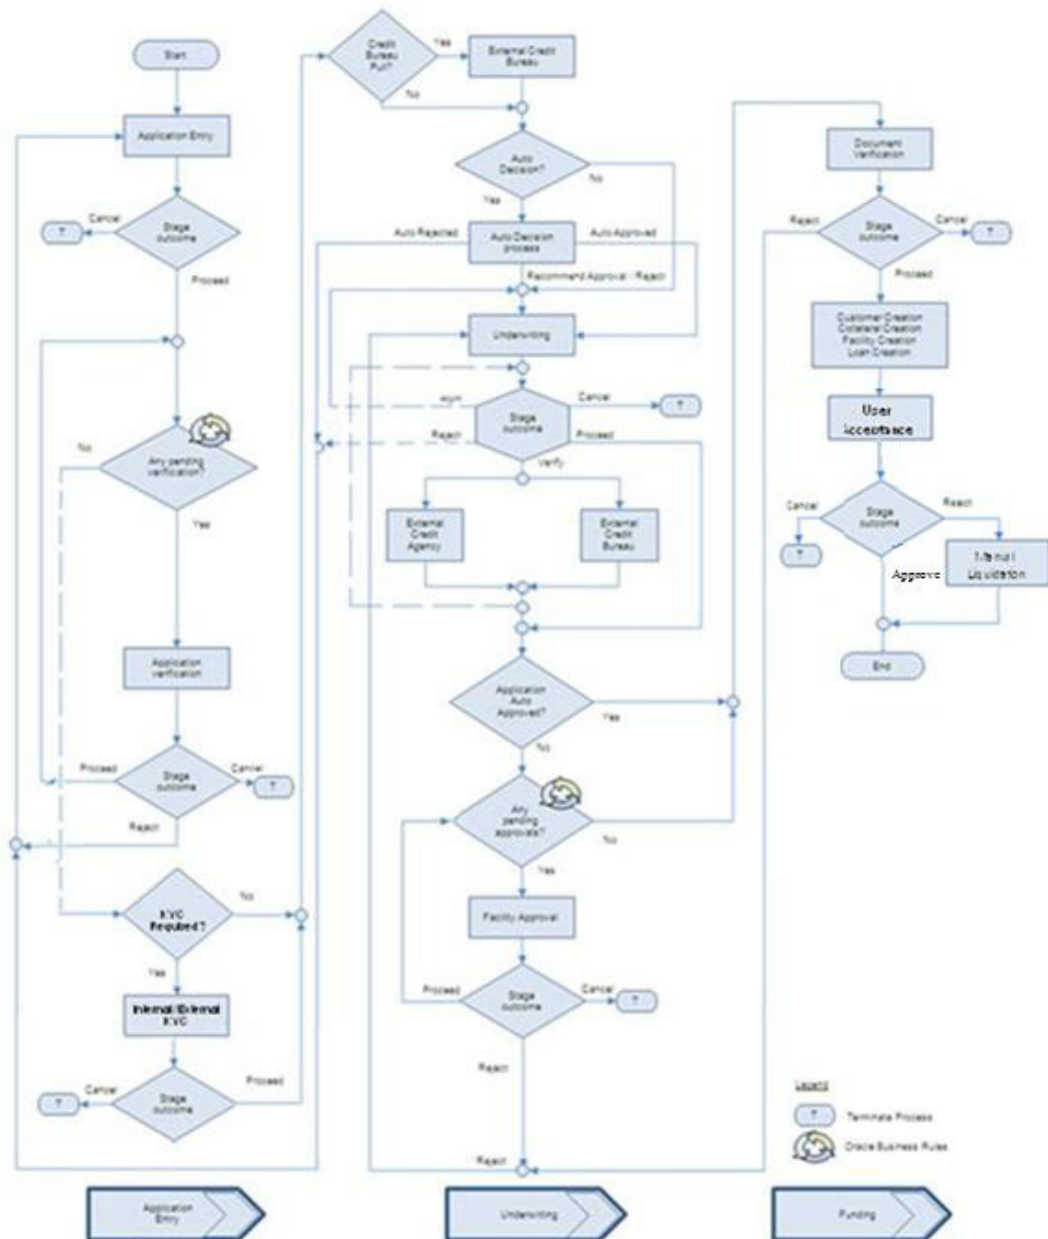 Start
Application Entry
Cancel
T
Stage
outcome
Proceed
No
Any pending
verification?
Yes
Application
verification
Proceed
Stage
outcome
Cancel
T
Reject
KYC
Required?
No
Yes
Internal/External
KYC
Cancel
T
Stage
outcome
Proceed
Application
Entry
Credit
Bureau
Pull?
Yes
External Credit
Bureau
No
Auto
Decision?
No
Yes
Auto Rejected
Auto Decision
process
Auto Approved
Recommend Approval / Reject
Underwriting
Stage
outcome
Cancel
T
Reject
Proceed
Verify
External
Credit
Agency
External
Credit
Bureau
Application
Auto
Approved?
Yes
No
Any
pending
approvals?
No
Yes
Facility Approval
Proceed
Stage
outcome
Cancel
T
Reject
Reject
Underwriting
Document
Verification
Reject
Stage
outcome
Cancel
T
Proceed
Customer Creation
Collateral Creation
Facility Creation
Loan Creation
User
Acceptance
Cancel
T
Stage
outcome
Reject
Approve
Manual
Liquidation
End
Legend
T
Terminate Process
Oracle Business Rules
Funding